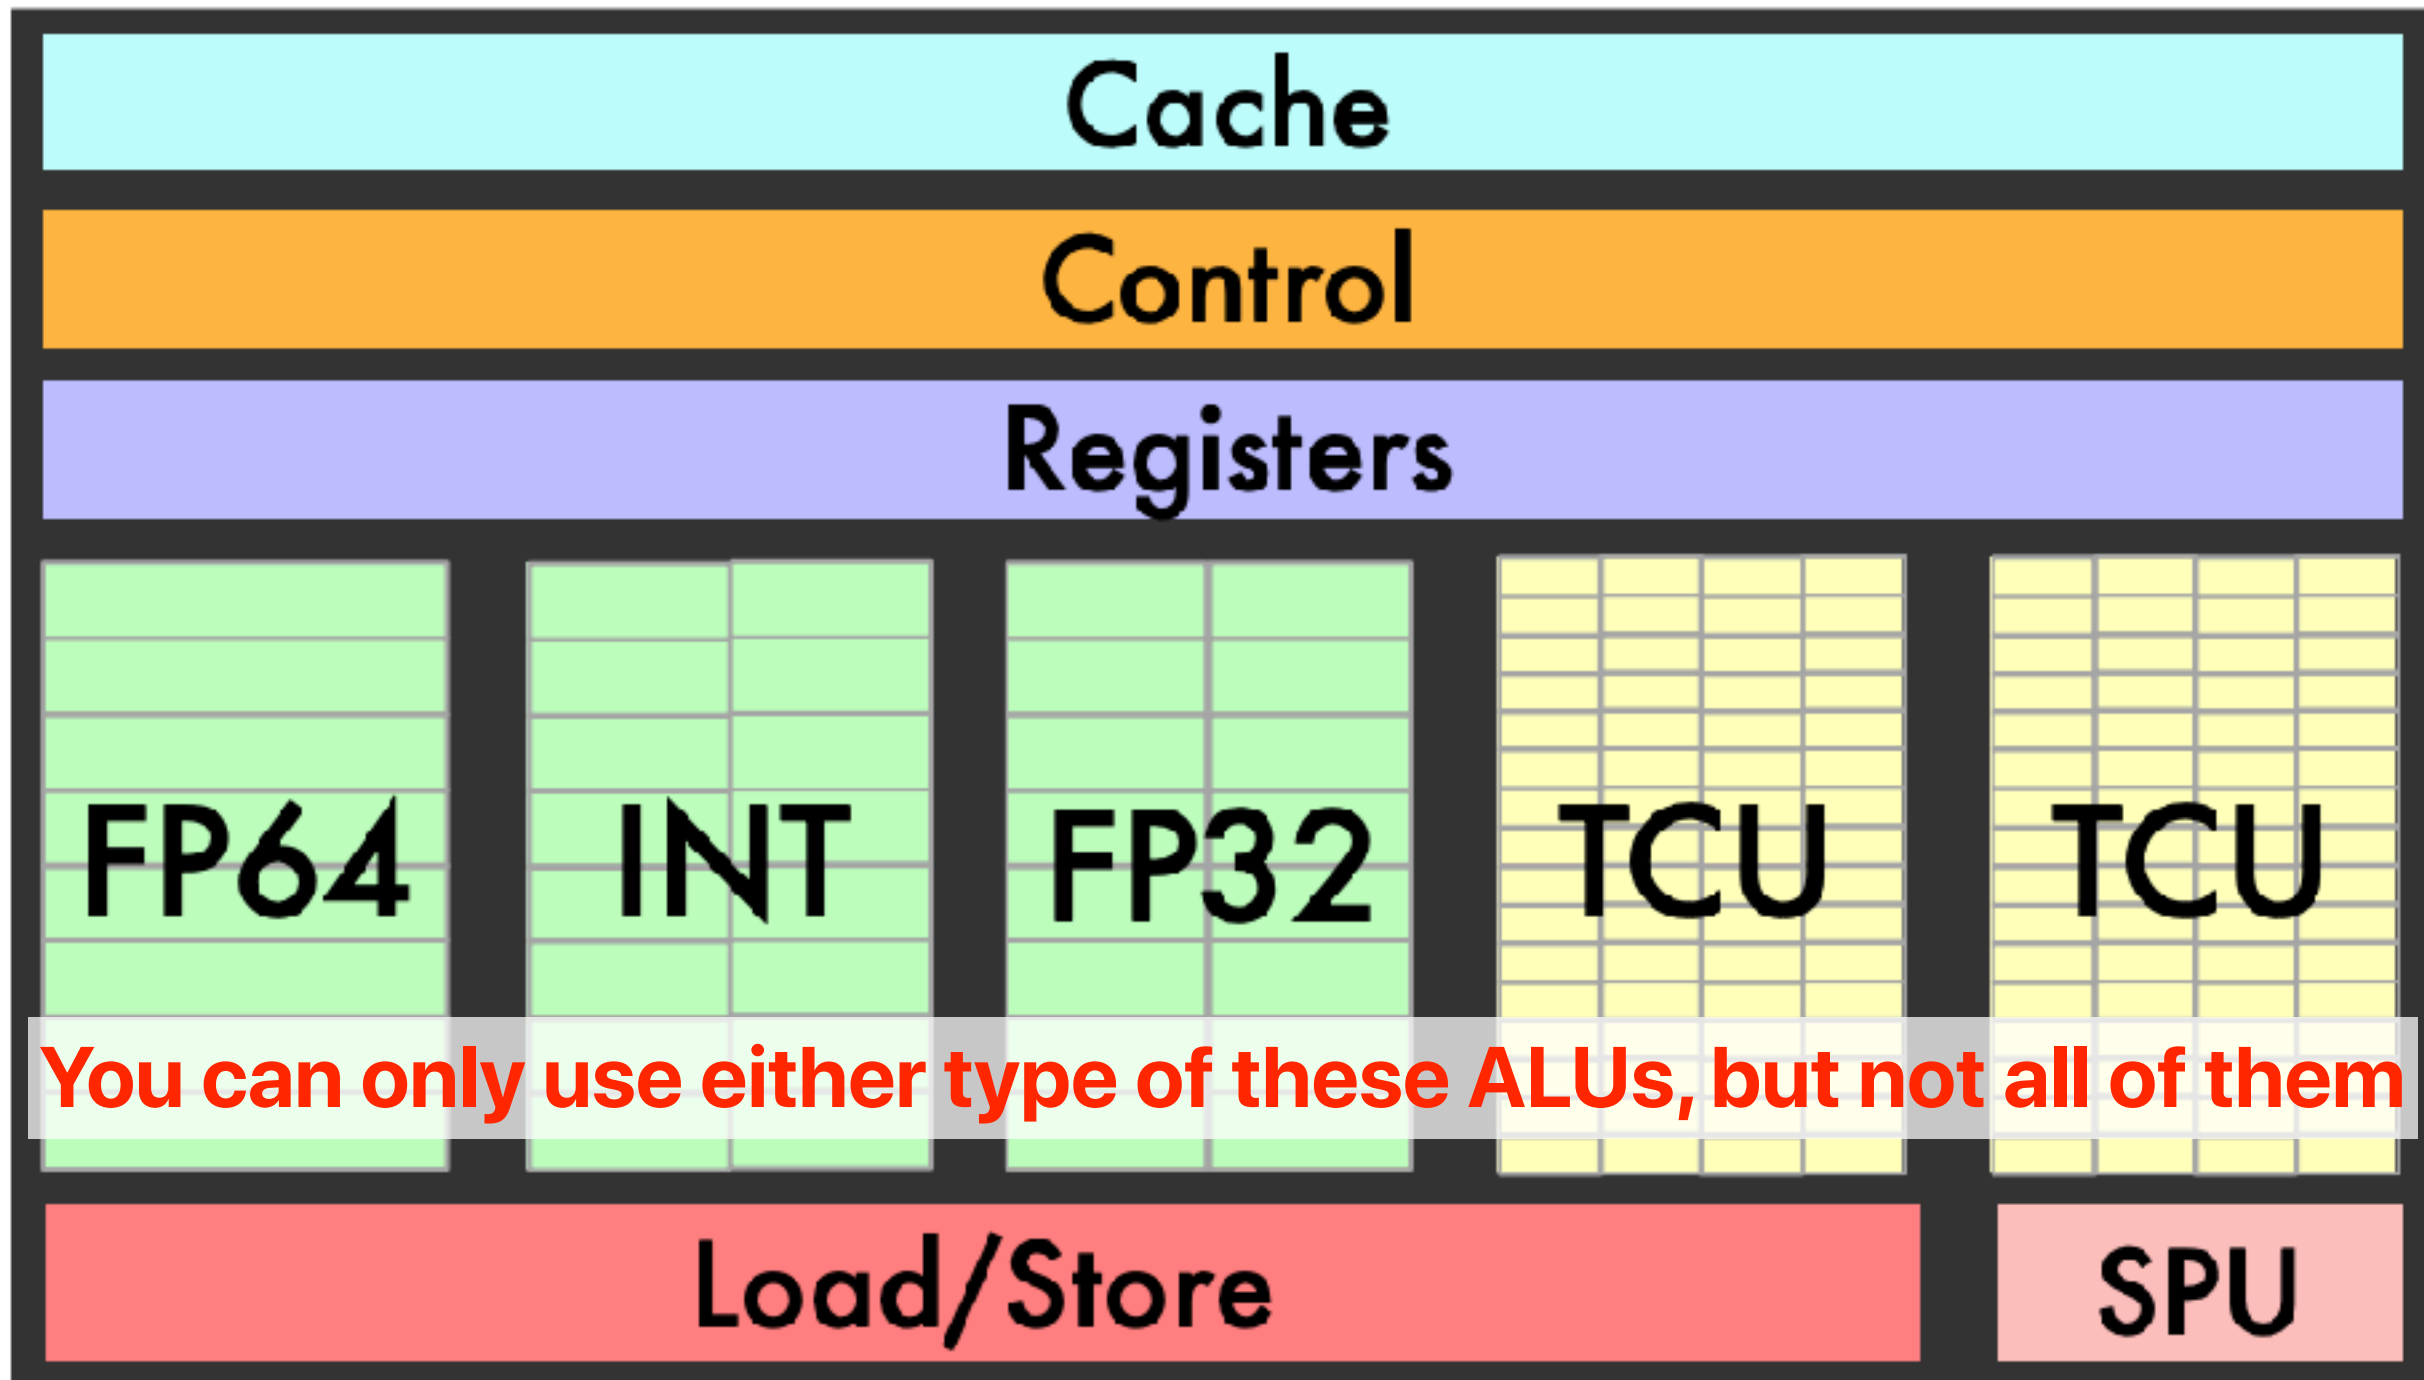 Cache
Control
Registers
FP64
INT
FP32
TCU
TCU
You can only use either type of these ALUs, but not all of them
Load/Store
SPU